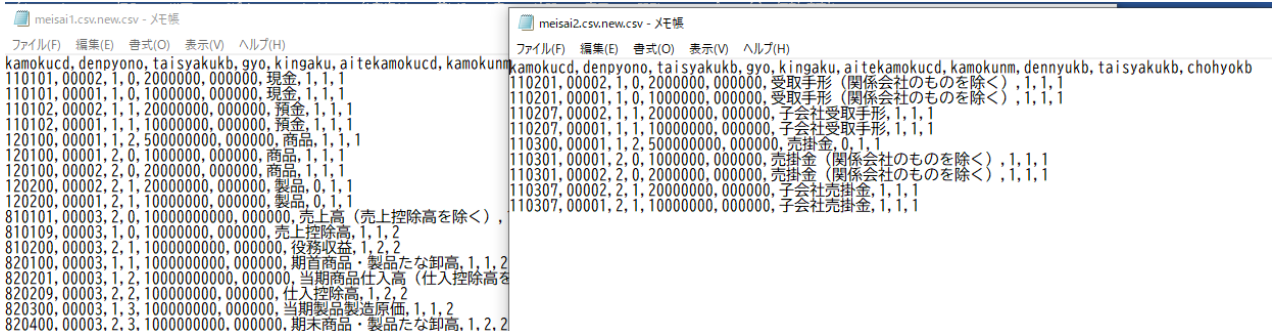 meisai1.csv.new.csv - メモ帳
ファイル(F) 編集(E) 書式(O) 表示(V) ヘルプ(H)
kamokucd,denpyono,taisyakukb,gyo,kingaku,aitekamokucd,kamokunm
110101,00002,1,0,2000000,000000,現金,1,1,1
110101,00001,1,0,1000000,000000,現金,1,1,1
110102,00002,1,1,20000000,000000,預金,1,1,1
110102,00001,1,1,10000000,000000,預金,1,1,1
120100,00001,1,2,500000000,000000,商品,1,1,1
120100,00001,2,0,1000000,000000,商品,1,1,1
120100,00002,2,0,2000000,000000,商品,1,1,1
120200,00002,2,1,20000000,000000,製品,0,1,1
120200,00001,2,1,10000000,000000,製品,0,1,1
810101,00003,2,0,10000000000,000000,売上高（売上控除高を除く）,
810109,00003,1,0,1000000000,000000,売上控除高,1,1,2
810200,00003,2,1,1000000000,000000,役務収益,1,2,2
820100,00003,1,1,1000000000,000000,期首商品・製品たな卸高,1,1,2
820201,00003,1,2,1000000000,000000,当期商品仕入高（仕入控除高を
820209,00003,2,2,100000000,000000,仕入控除高,1,2,2
820300,00003,1,3,1000000000,000000,当期製品製造原価,1,1,2
820400,00003,2,3,1000000000,000000,期末商品・製品たな卸高,1,2,2
meisai2.csv.new.csv - メモ帳
ファイル(F) 編集(E) 書式(O) 表示(V) ヘルプ(H)
kamokucd,denpyono,taisyakukb,gyo,kingaku,aitekamokucd,kamokunm,dennyukb,taisyakukb,chohyokb
110201,00002,1,0,2000000,000000,受取手形（関係会社のものを除く）,1,1,1
110201,00001,1,0,1000000,000000,受取手形（関係会社のものを除く）,1,1,1
110207,00002,1,1,20000000,000000,子会社受取手形,1,1,1
110207,00001,1,1,10000000,000000,子会社受取手形,1,1,1
110300,00001,1,2,500000000,000000,売掛金,0,1,1
110301,00001,2,0,1000000,000000,売掛金（関係会社のものを除く）,1,1,1
110301,00001,2,0,2000000,000000,売掛金（関係会社のものを除く）,1,1,1
110307,00002,2,1,20000000,000000,子会社売掛金,1,1,1
110307,00001,2,1,10000000,000000,子会社売掛金,1,1,1